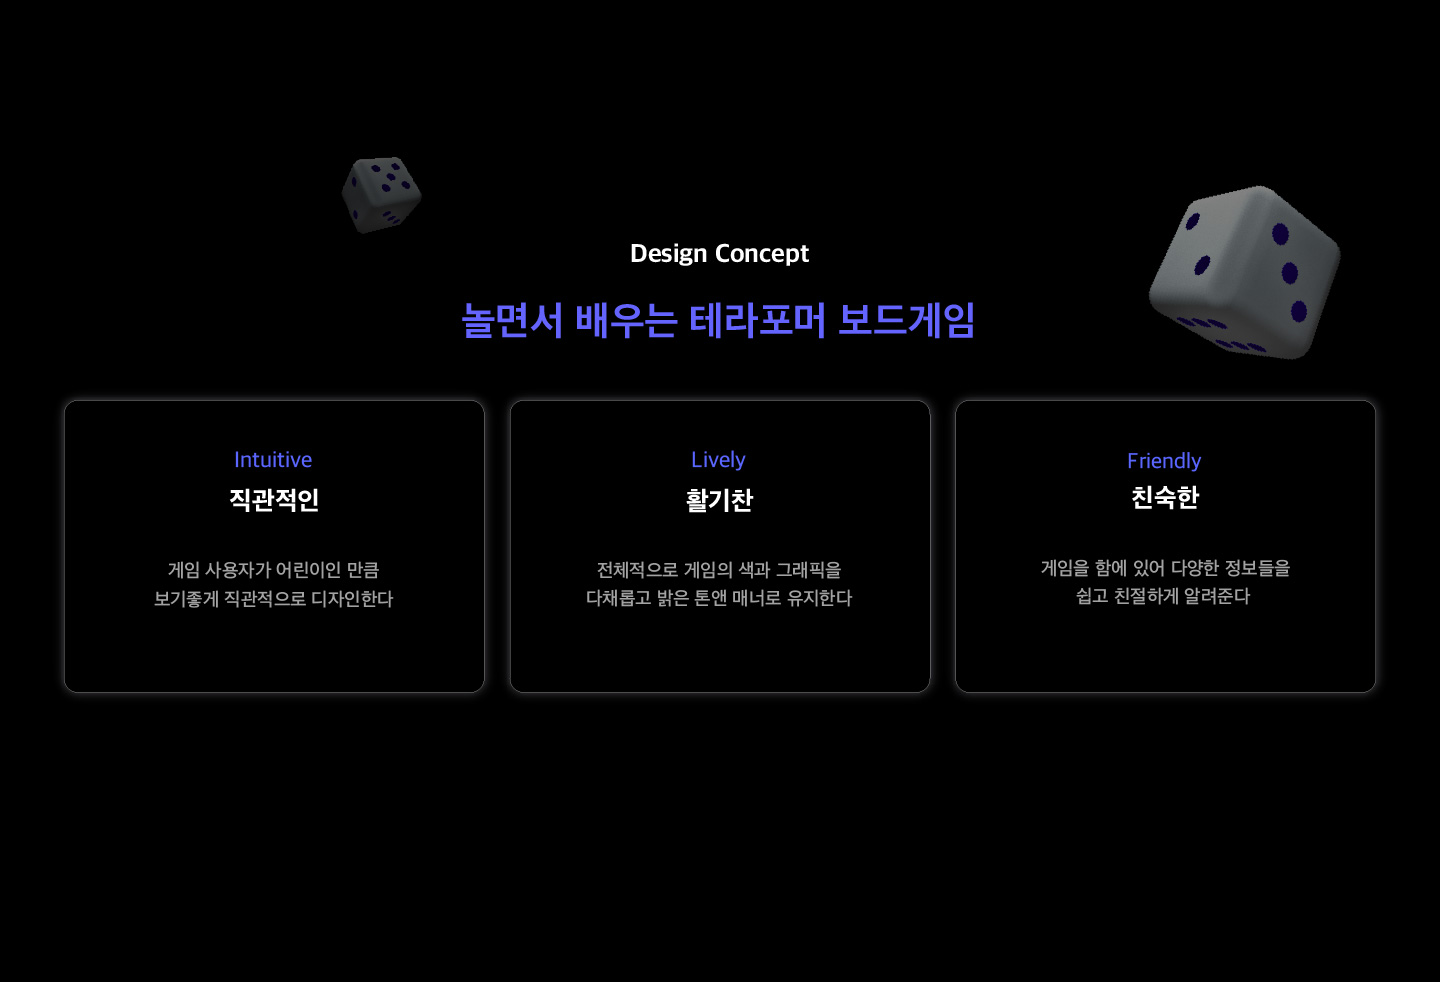 Design Concept
놀면서 배우는 테라포머 보드게임
Intuitive
직관적인
게임 사용자가 어린이인 만큼
보기좋게 직관적으로 디자인한다
Lively
활기찬
전체적으로 게임의 색과 그래픽을
다채롭고 밝은 톤앤 매너로 유지한다
Friendly
친숙한
게임을 함에 있어 다양한 정보들을
쉽고 친절하게 알려준다